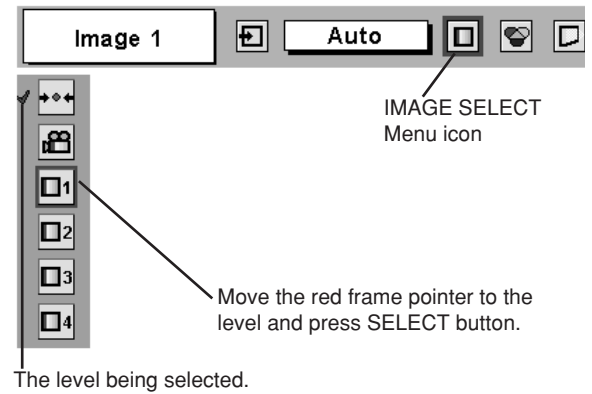 Image 1
Auto
IMAGE SELECT
Menu icon
1
2
3
4
Move the red frame pointer to the
level and press SELECT button.
The level being selected.